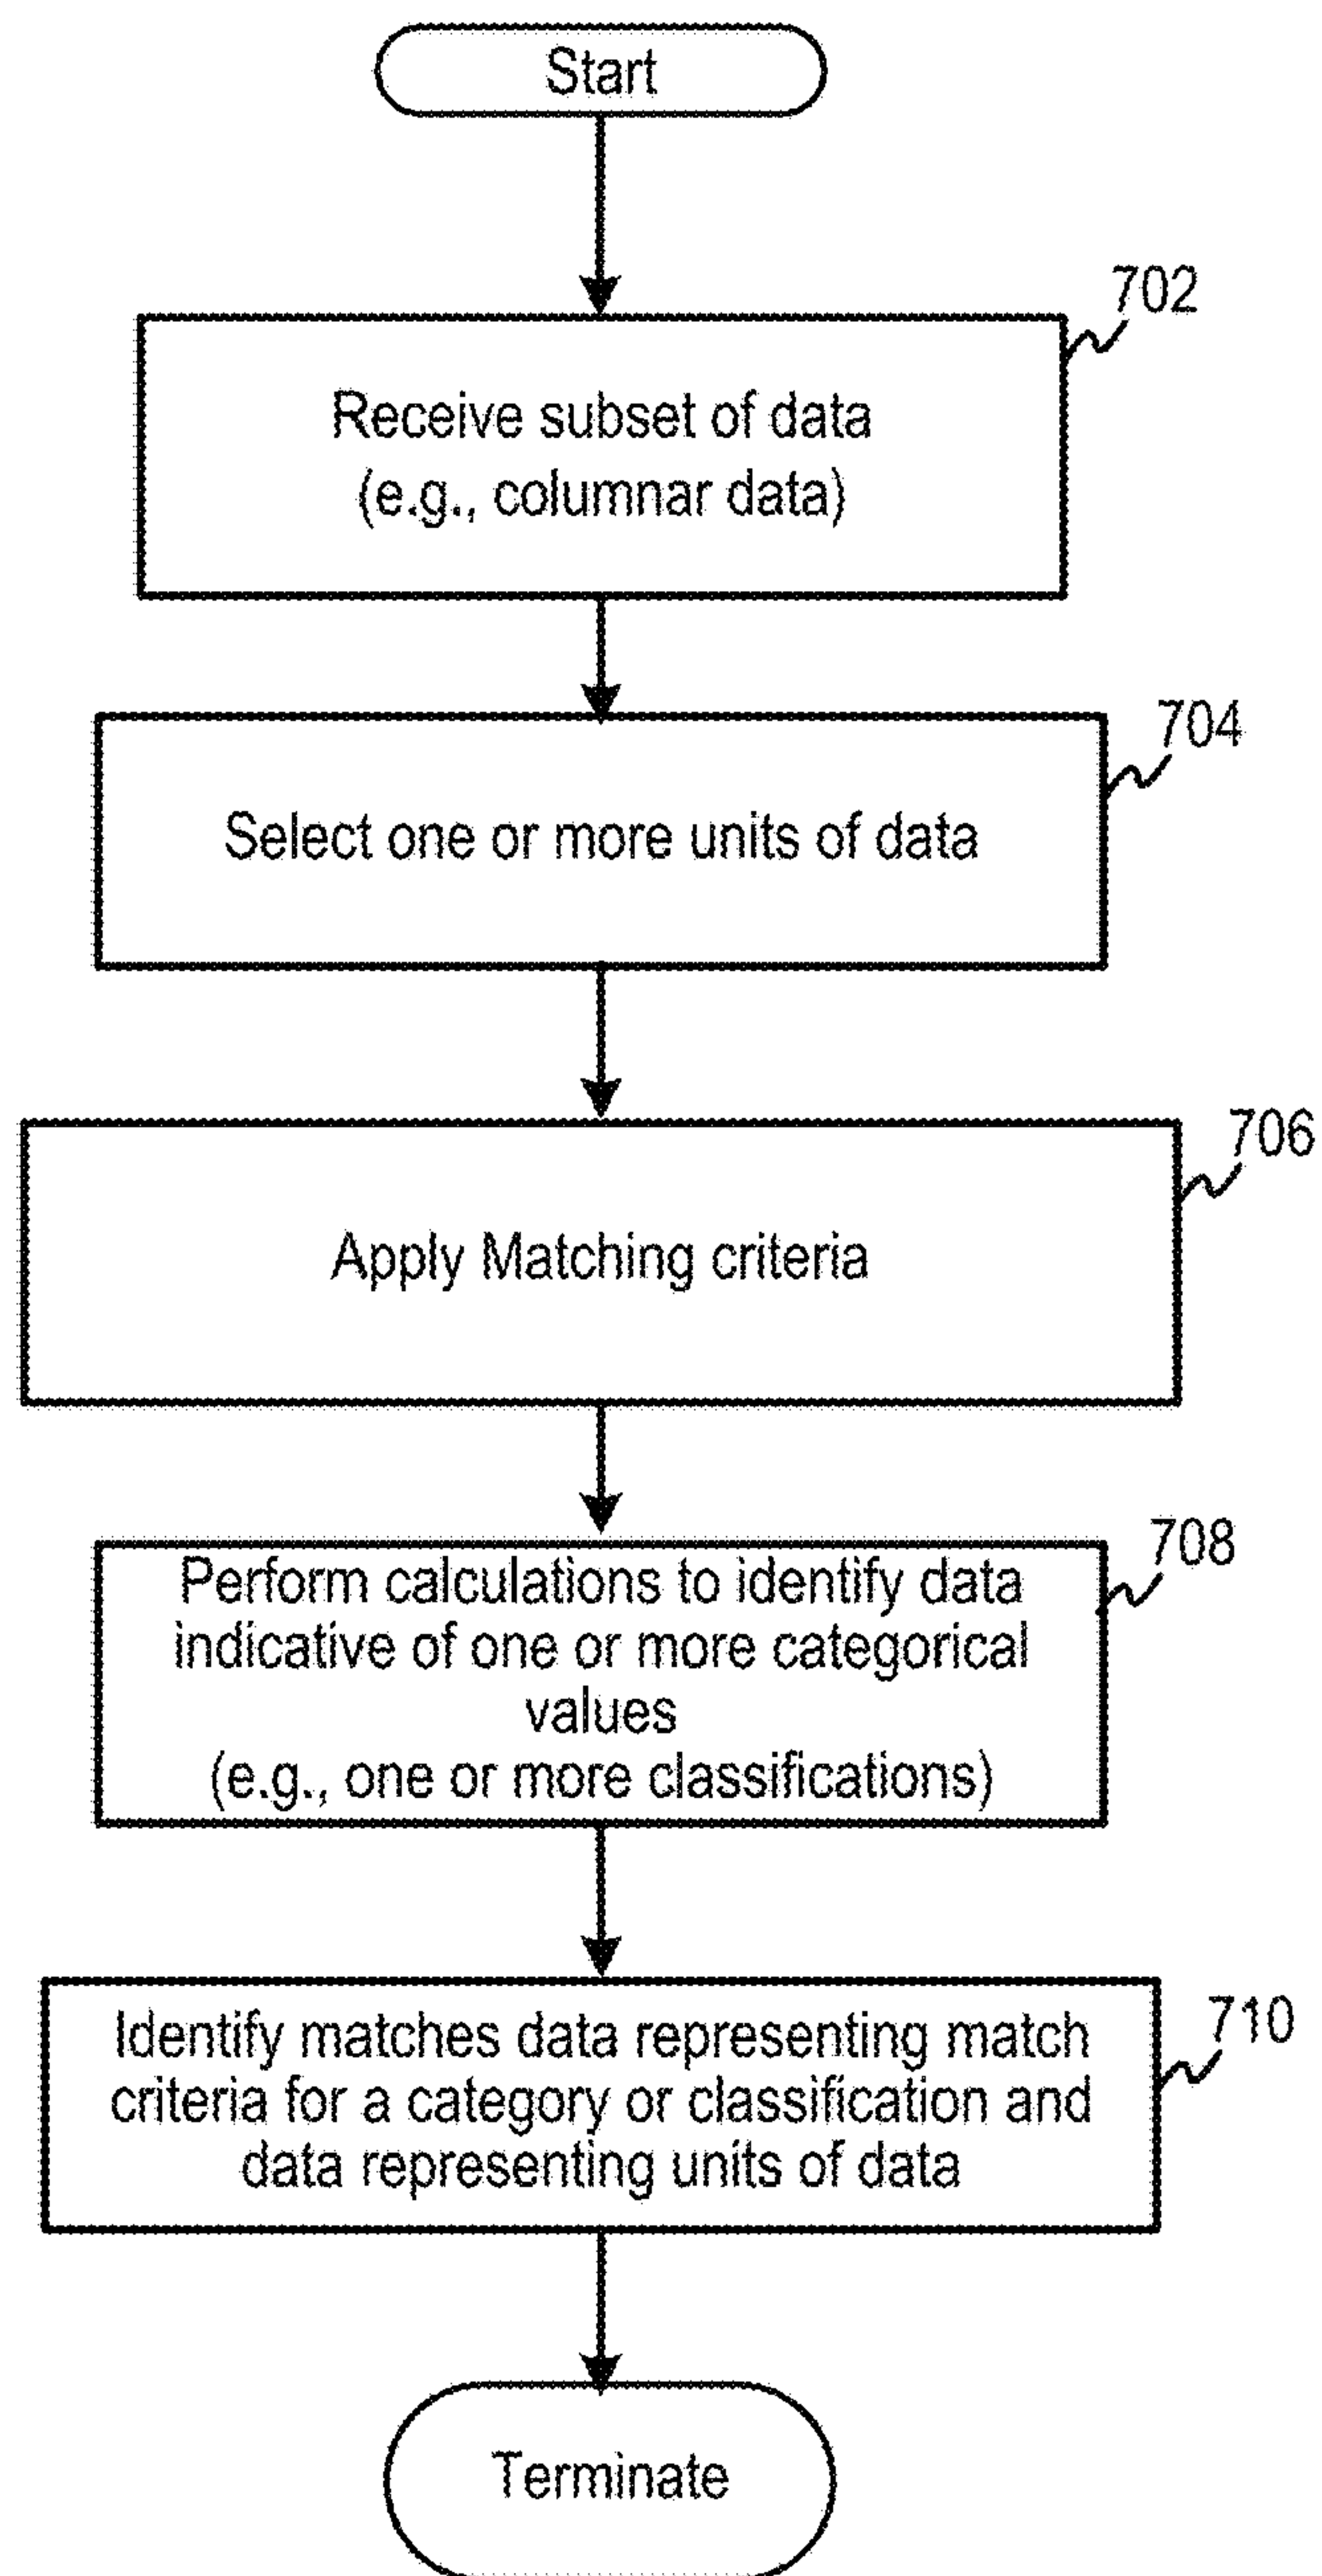 Start
702
Receive subset of data
(e.g., columnar data)
704
Select one or more units of data
706
Apply Matching criteria
708
Perform calculations to identify data
indicative of one or more categorical
values
(e.g., one or more classifications)
710
Identify matches data representing match
criteria for a category or classification and
data representing units of data
Terminate